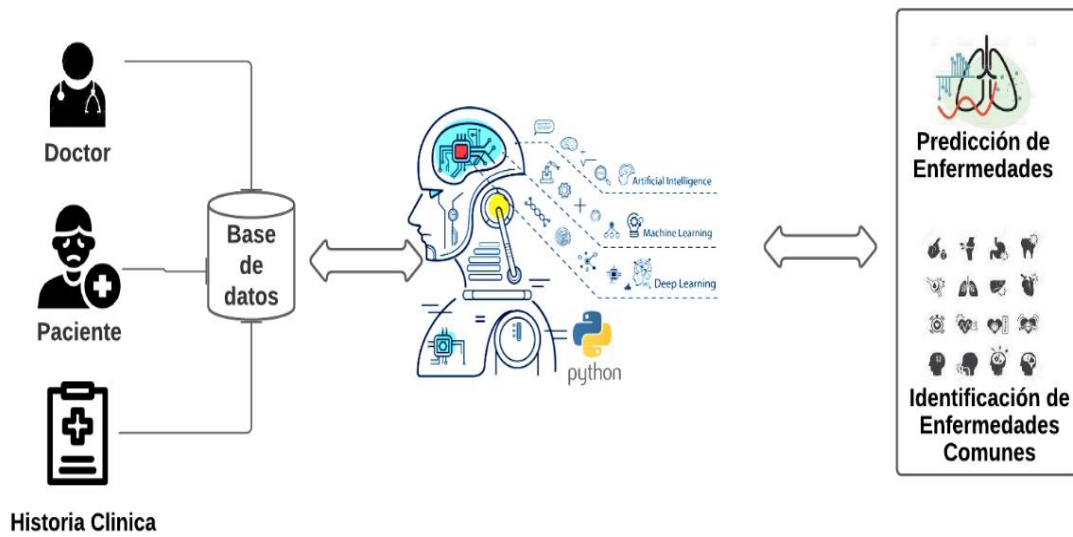 Doctor
Paciente
Historia Clinica
Base
de
datos
Artificial Intelligence
Machine Learning
Deep Learning
python
Predicción de
Enfermedades
Identificación de
Enfermedades
Comunes